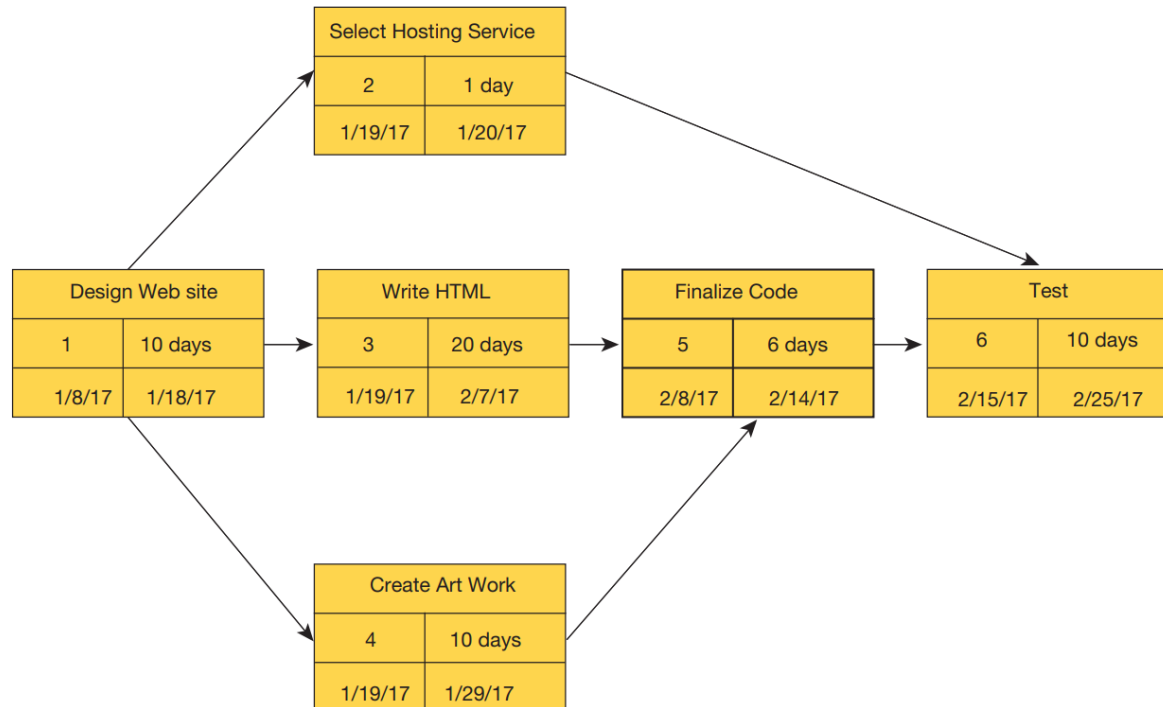 Select Hosting Service
2 1 day
1/19/17 1/20/17
Design Web site
1 10 days
1/8/17 1/18/17
Write HTML
3 20 days
1/19/17 2/7/17
Finalize Code
5 6 days
2/8/17 2/14/17
Test
6 10 days
2/15/17 2/25/17
Create Art Work
4 10 days
1/19/17 1/29/17